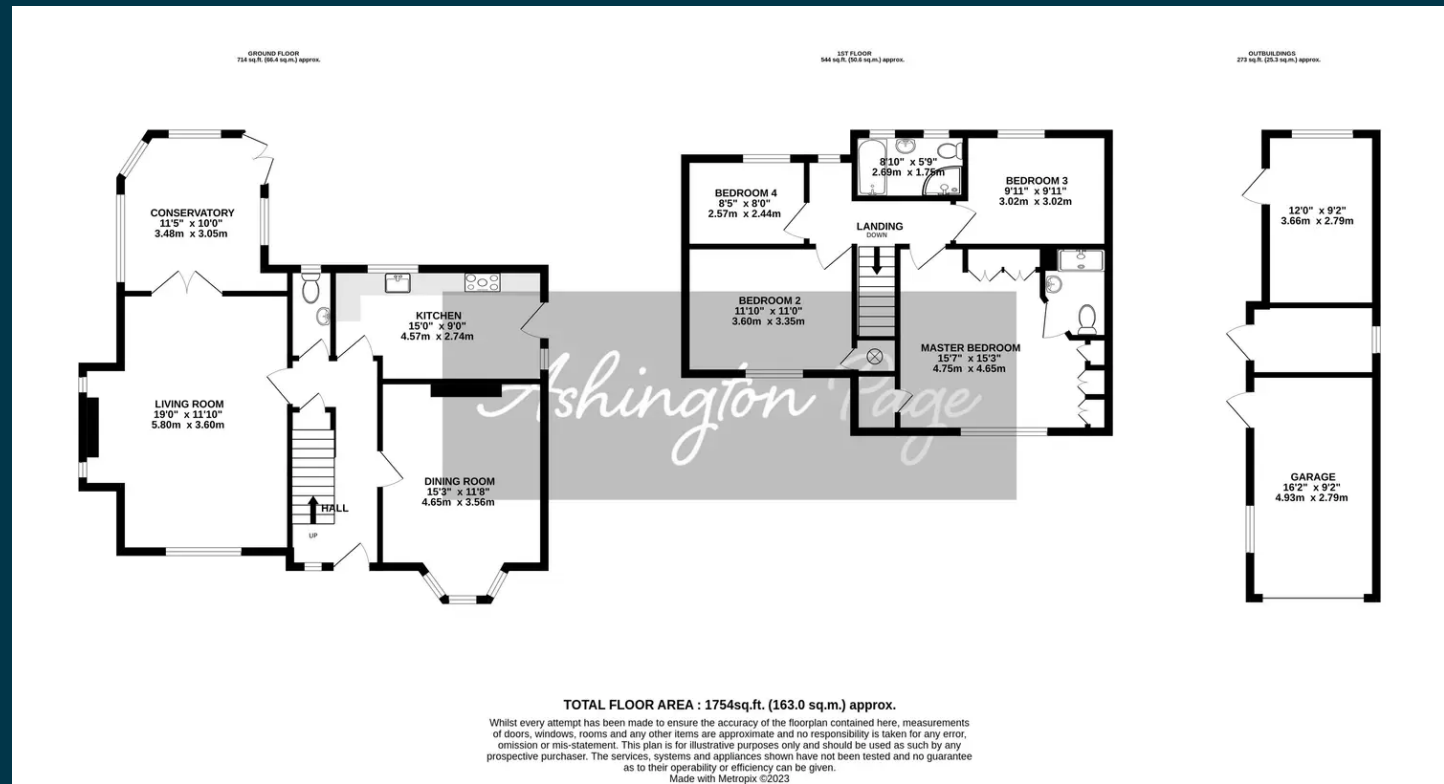 GROUND FLOOR
714 sq.ft. (66.4 sq.m.) approx.
1ST FLOOR
544 sq.ft. (50.6 sq.m.) approx.
OUTBUILDINGS
273 sq.ft. (25.3 sq.m.) approx.
CONSERVATORY
11'5" x 10'0"
3.48m x 3.05m
KITCHEN
15'0" x 9'0"
4.57m x 2.74m
LIVING ROOM
19'0" x 11'10"
5.80m x 3.60m
DINING ROOM
15'3" x 11'8"
4.65m x 3.56m
HALL
UP
BEDROOM 4
8'5" x 8'0"
2.57m x 2.44m
8'10" x 5'9"
2.69m x 1.75m
BEDROOM 3
9'11" x 9'11"
3.02m x 3.02m
LANDING
DOWN
BEDROOM 2
11'10" x 11'0"
3.60m x 3.35m
MASTER BEDROOM
15'7" x 15'3"
4.75m x 4.65m
12'0" x 9'2"
3.66m x 2.79m
GARAGE
16'2" x 9'2"
4.93m x 2.79m
Ashington Page
TOTAL FLOOR AREA : 1754sq.ft. (163.0 sq.m.) approx.
Whilst every attempt has been made to ensure the accuracy of the floorplan contained here, measurements
of doors, windows, rooms and any other items are approximate and no responsibility is taken for any error,
omission or mis-statement. This plan is for illustrative purposes only and should be used as such by any
prospective purchaser. The services, systems and appliances shown have not been tested and no guarantee
as to their operability or efficiency can be given.
Made with Metropix ©2023